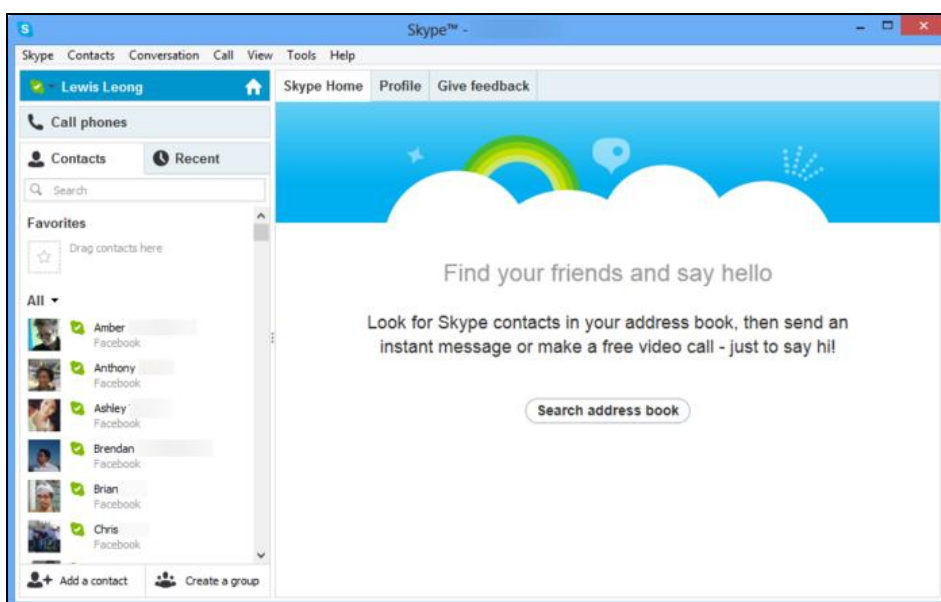 Skype™ -
Skype Contacts Conversation Call View Tools Help
Lewis Leong
Call phones
Contacts Recent
Search
Favorites
Drag contacts here
All
Amber
Facebook
Anthony
Facebook
Ashley
Facebook
Brendan
Facebook
Brian
Facebook
Chris
Facebook
Add a contact Create a group
Skype Home Profile Give feedback
Find your friends and say hello
Look for Skype contacts in your address book, then send an
instant message or make a free video call - just to say hi!
Search address book